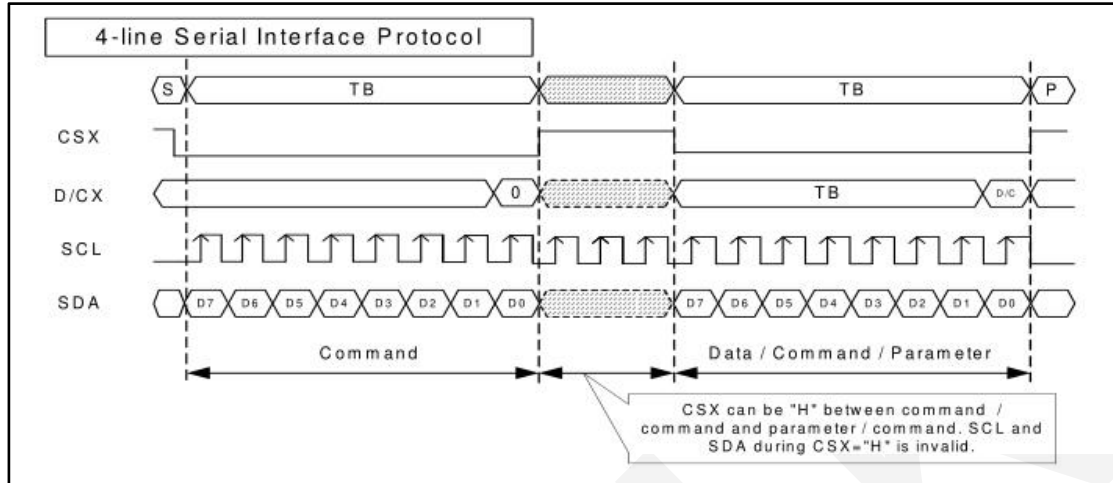 4-line Serial Interface Protocol
S TB TB P
CSX
D/CX 0 TB D/C
SCL
SDA D7 D6 D5 D4 D3 D2 D1 D0 D7 D6 D5 D4 D3 D2 D1 D0
Command Data / Command / Parameter
CSX can be "H" between command /
command and parameter / command. SCL and
SDA during CSX="H" is invalid.